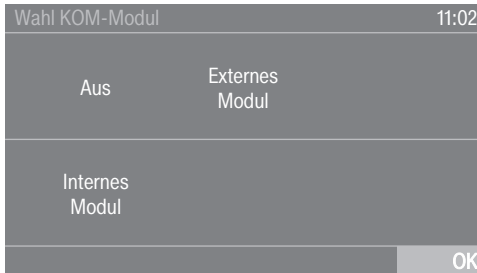 Wahl KOM-Modul 11:02
Aus
Externes
Modul
Internes
Modul
OK